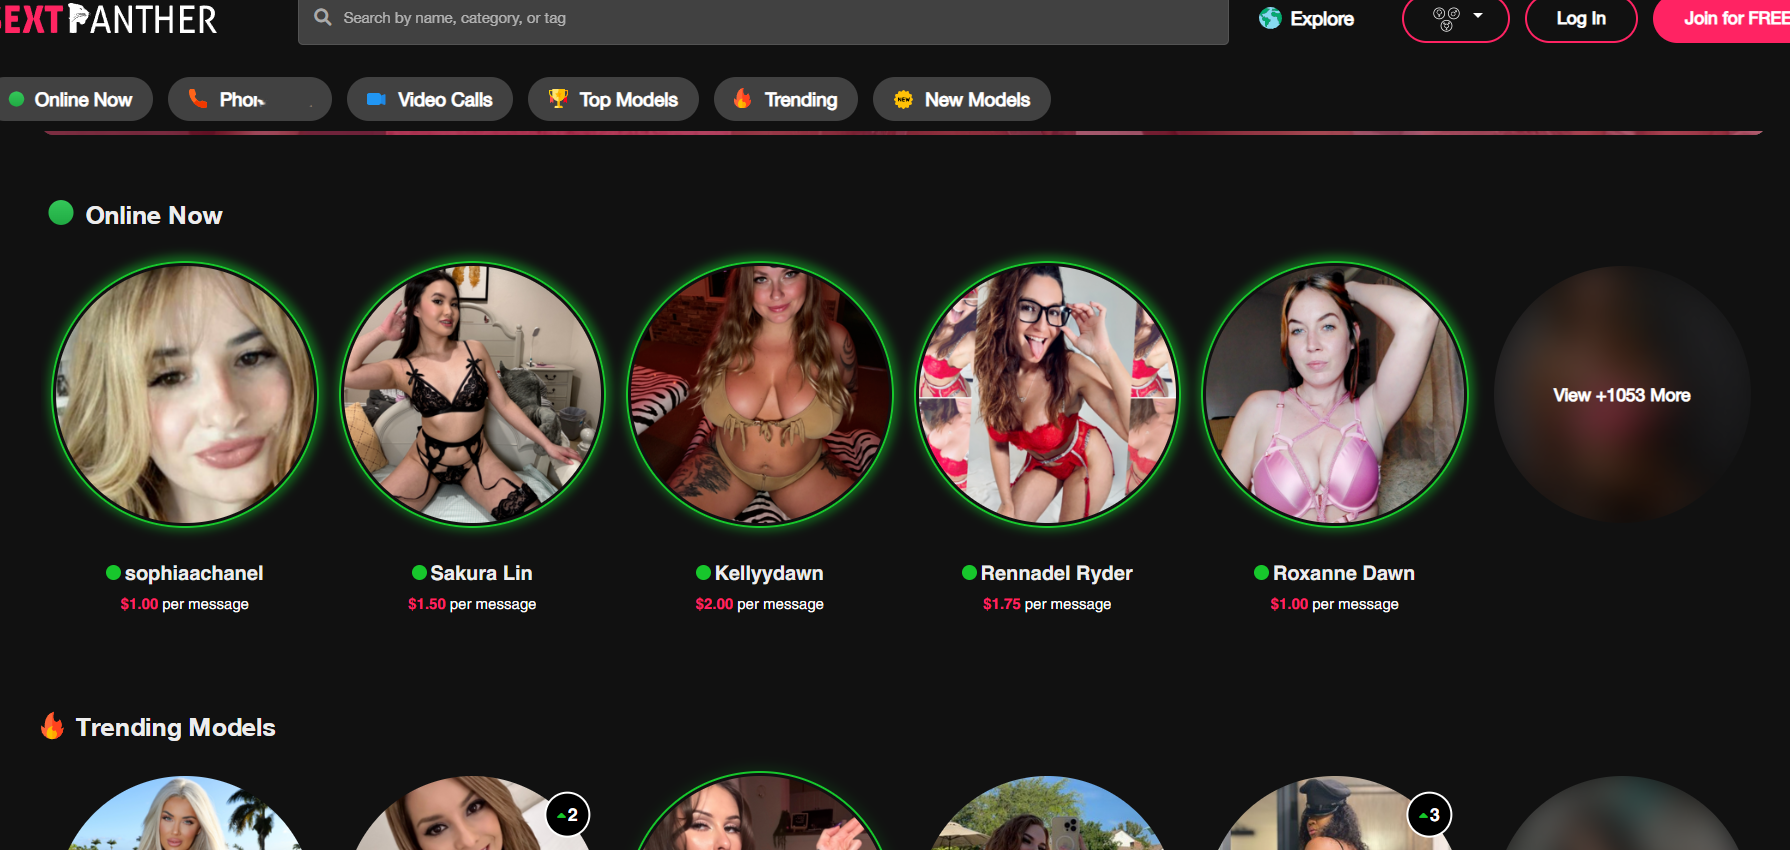 SEXTPANTHER
Search by name, category, or tag
Explore
Log In
Join for FREE
Online Now
Video Calls
Top Models
Trending
NEW
New Models
Online Now
View +1053 More
sophiaachanel
Sakura Lin
Kellyydawn
Rennadel Ryder
Roxanne Dawn
$1.00 per message
$1.50 per message
$2.00 per message
$1.75 per message
$1.00 per message
Trending Models
2
3